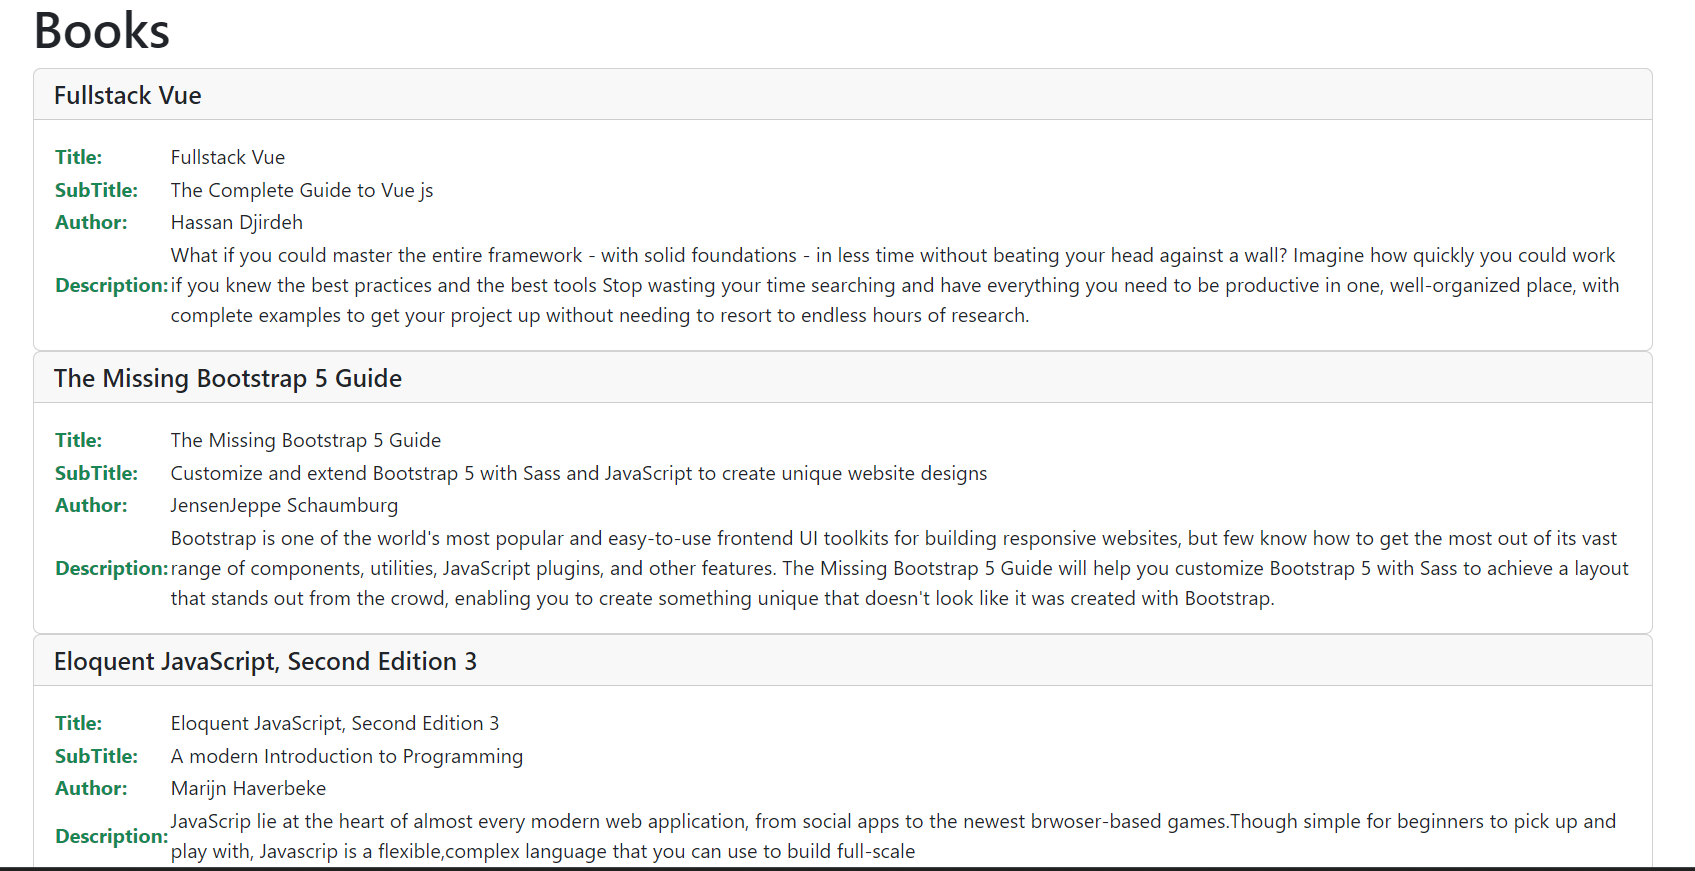 Books
Fullstack Vue
Title: Fullstack Vue
SubTitle: The Complete Guide to Vue js
Author: Hassan Djirdeh
What if you could master the entire framework - with solid foundations - in less time without beating your head against a wall? Imagine how quickly you could work
Description: if you knew the best practices and the best tools Stop wasting your time searching and have everything you need to be productive in one, well-organized place, with
complete examples to get your project up without needing to resort to endless hours of research.
The Missing Bootstrap 5 Guide
Title: The Missing Bootstrap 5 Guide
SubTitle: Customize and extend Bootstrap 5 with Sass and JavaScript to create unique website designs
Author: JensenJeppe Schaumburg
Bootstrap is one of the world's most popular and easy-to-use frontend UI toolkits for building responsive websites, but few know how to get the most out of its vast
Description: range of components, utilities, JavaScript plugins, and other features. The Missing Bootstrap 5 Guide will help you customize Bootstrap 5 with Sass to achieve a layout
that stands out from the crowd, enabling you to create something unique that doesn't look like it was created with Bootstrap.
Eloquent JavaScript, Second Edition 3
Title: Eloquent JavaScript, Second Edition 3
SubTitle: A modern Introduction to Programming
Author: Marijn Haverbeke
JavaScrip lie at the heart of almost every modern web application, from social apps to the newest brwoser-based games.Though simple for beginners to pick up and
Description: play with, Javascrip is a flexible,complex language that you can use to build full-scale